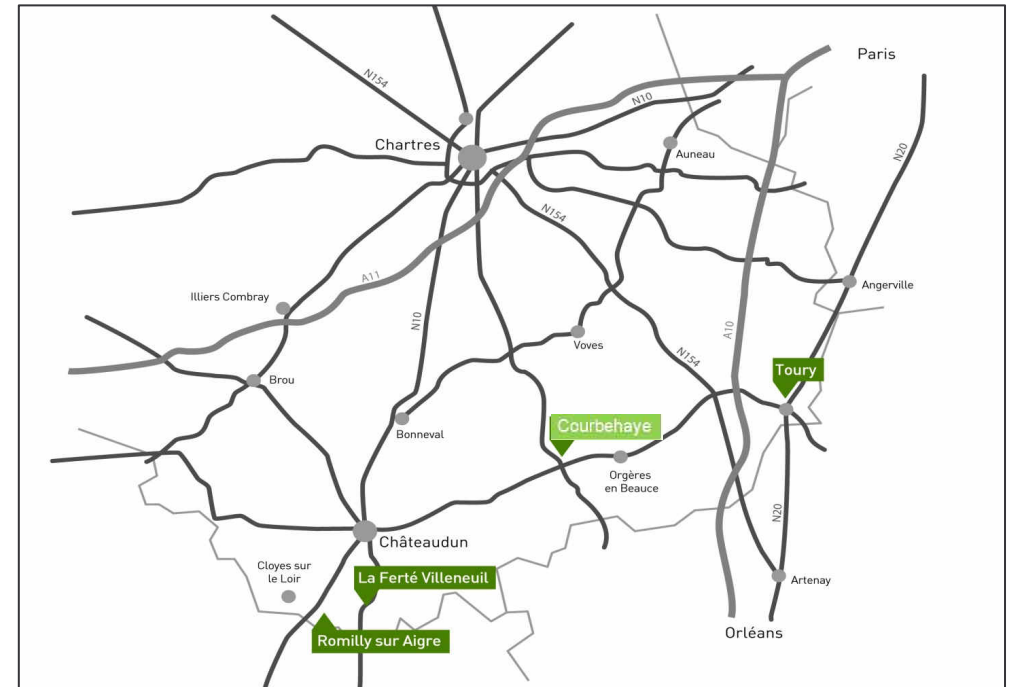 Paris
N154
N10
Chartres
Auneau
N20
N154
A11
Angerville
Illiers Combray
N10
A10
Voves
N154
Toury
Brou
Courbehaye
Bonneval
Orgères
en Beauce
N20
Châteaudun
Cloyes sur
le Loir
La Ferté Villeneuil
Artenay
Orléans
Romilly sur Aigre